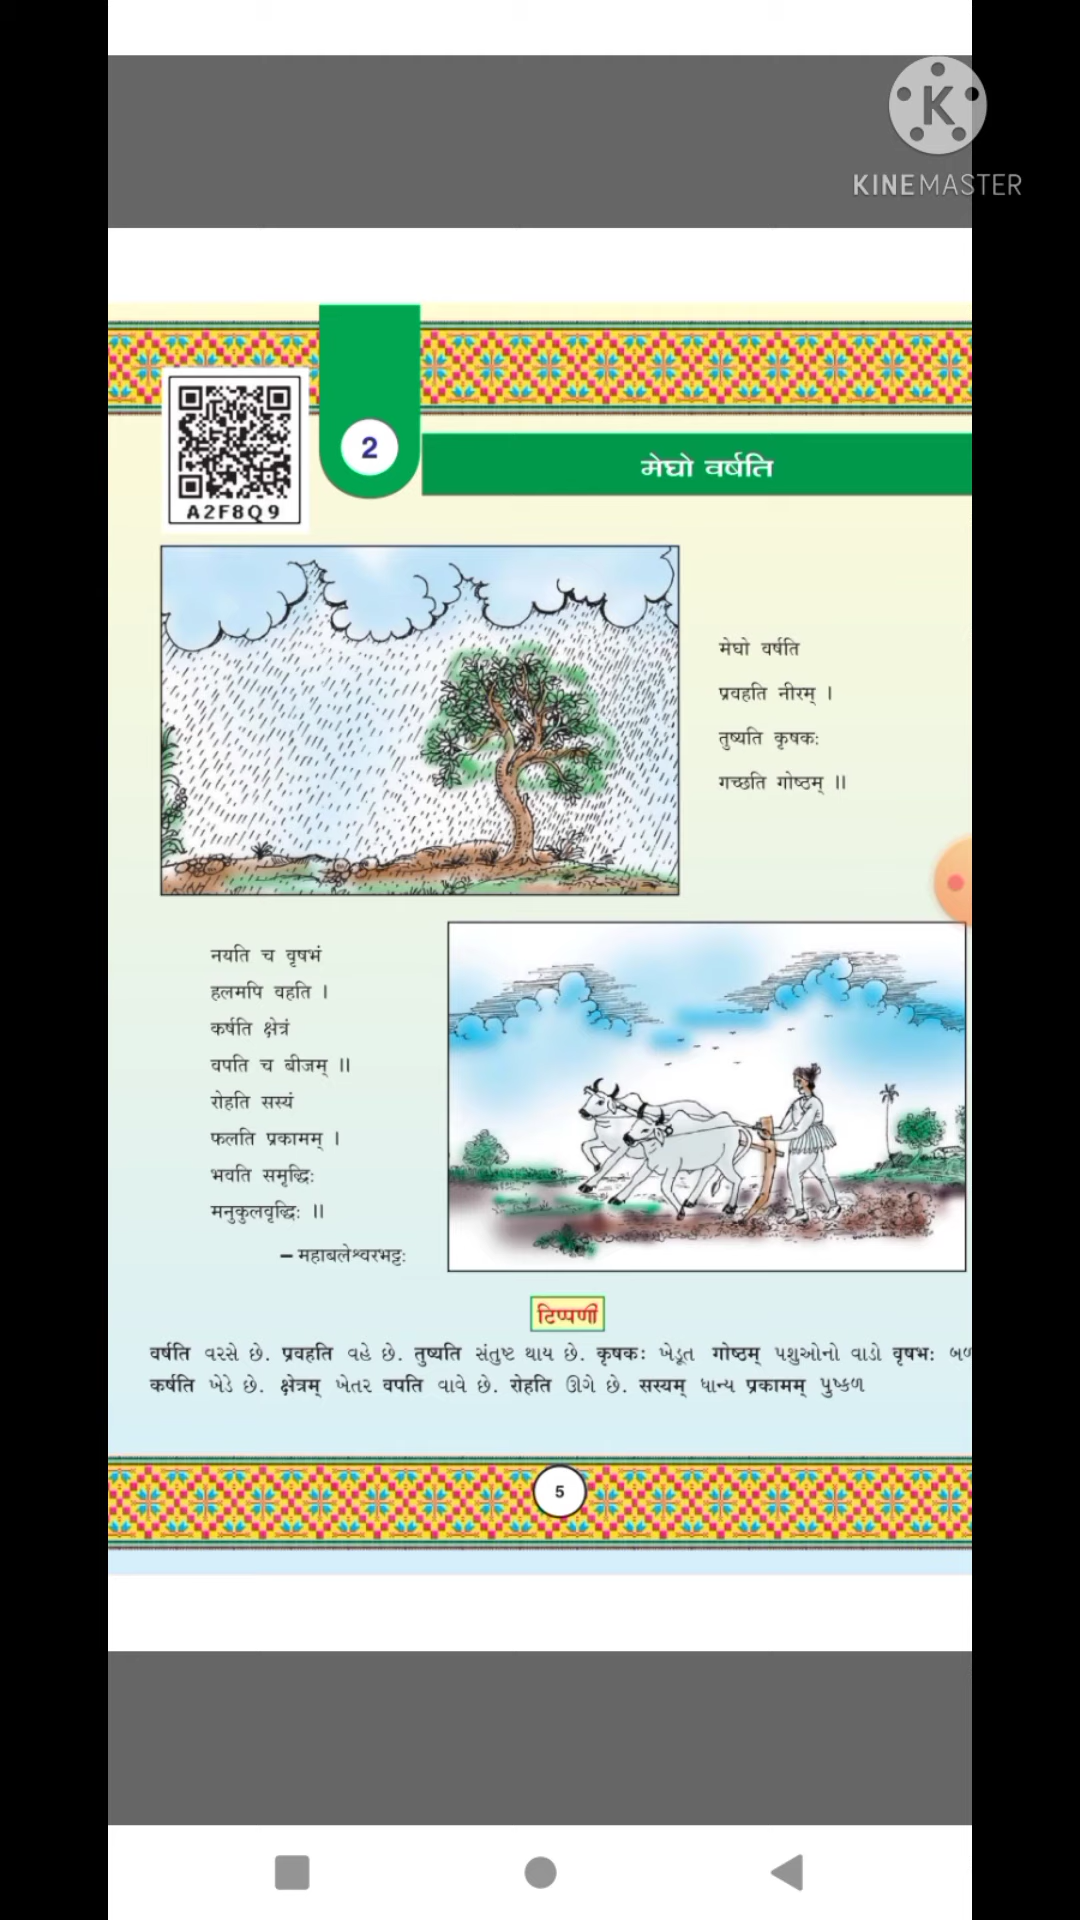 KINEMASTER
A2F8Q9
2
मेघो वर्षति
मेघो वर्षति
प्रवहति नीरम् ।
तुष्यति कृषकः
गच्छति गोष्ठम् ॥
नयति च वृषभं
हलमपि वहति ।
कर्षति क्षेत्रं
वपति च बीजम् ॥
रोहति सस्यं
फलति प्रकामम् ।
भवति समृद्धिः
मनुकुलवृद्धिः ॥
– महाबलेश्वरभट्टः
टिप्पणी
वर्षति વરસે છે. प्रवहति વહે છે. तुष्यति સંતુષ્ટ થાય છે. कृषकः ખેડૂત गोष्ठम् પશુઓનો વાડો वृषभः
कर्षति ખેડે છે. क्षेत्रम् ખેતર वपति વાવે છે. रोहति ઊગે છે. सस्यम् ધાન્ય प्रकामम् પુષ્કળ
5